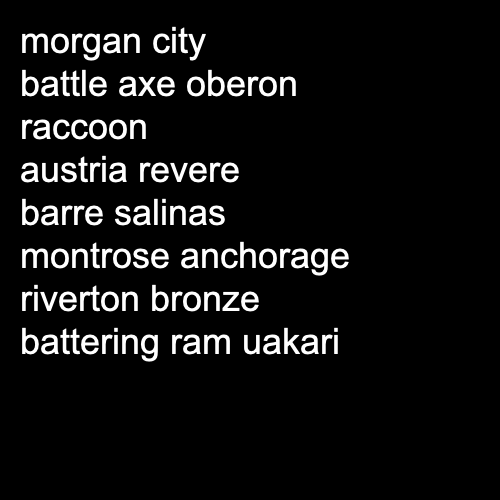 morgan city
battle axe oberon
raccoon
austria revere
barre salinas
montrose anchorage
riverton bronze
battering ram uakari